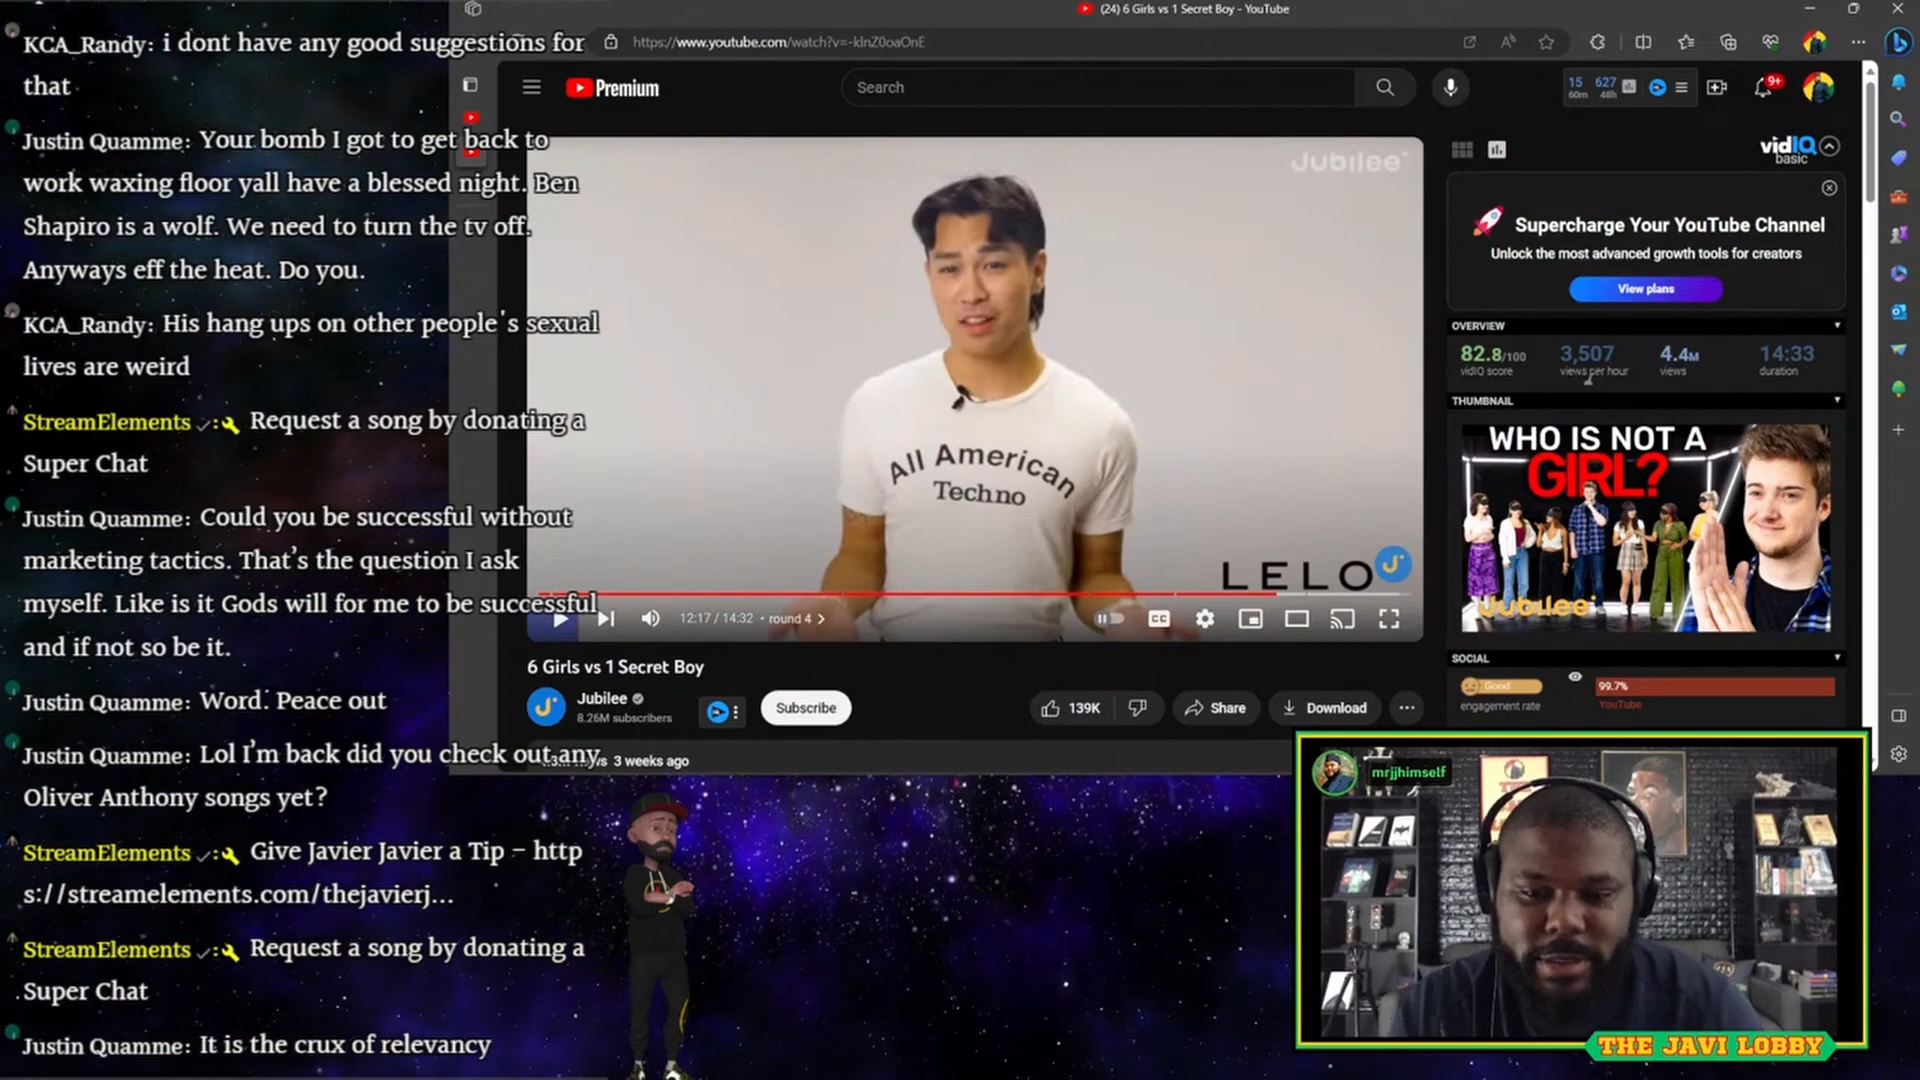 KCA_Randy: i dont have any good suggestions for
that
Justin Quamme: Your bomb I got to get back to
work waxing floor yall have a blessed night. Ben
Shapiro is a wolf. We need to turn the tv off.
Anyways eff the heat. Do you.
KCA_Randy: His hang ups on other people's sexual
lives are weird
StreamElements : Request a song by donating a
Super Chat
Justin Quamme: Could you be successful without
marketing tactics. That's the question I ask
myself. Like is it Gods will for me to be successful
and if not so be it.
Justin Quamme: Word. Peace out
Justin Quamme: Lol I'm back did you check out any
Oliver Anthony songs yet?
StreamElements : Give Javier Javier a Tip - http
s://streamelements.com/thejavierj...
StreamElements : Request a song by donating a
Super Chat
Justin Quamme: It is the crux of relevancy
(24) 6 Girls vs 1 Secret Boy - YouTube
Premium
Search
15 627
60m 48h
9+
Jubilee
All American
Techno
LELO
12:17 / 14:32 • round 4
CC
6 Girls vs 1 Secret Boy
Jubilee
8.26M subscribers
Subscribe
139K
Share
Download
3 weeks ago
vidIQ
basic
Supercharge Your YouTube Channel
Unlock the most advanced growth tools for creators
View plans
OVERVIEW
82.8/100 3,507 4.4M 14:33
vidIQ score views per hour views duration
THUMBNAIL
WHO IS NOT A
GIRL?
Jubilee
SOCIAL
Good 99.7%
engagement rate YouTube
mrjjhimself
THE JAVI LOBBY